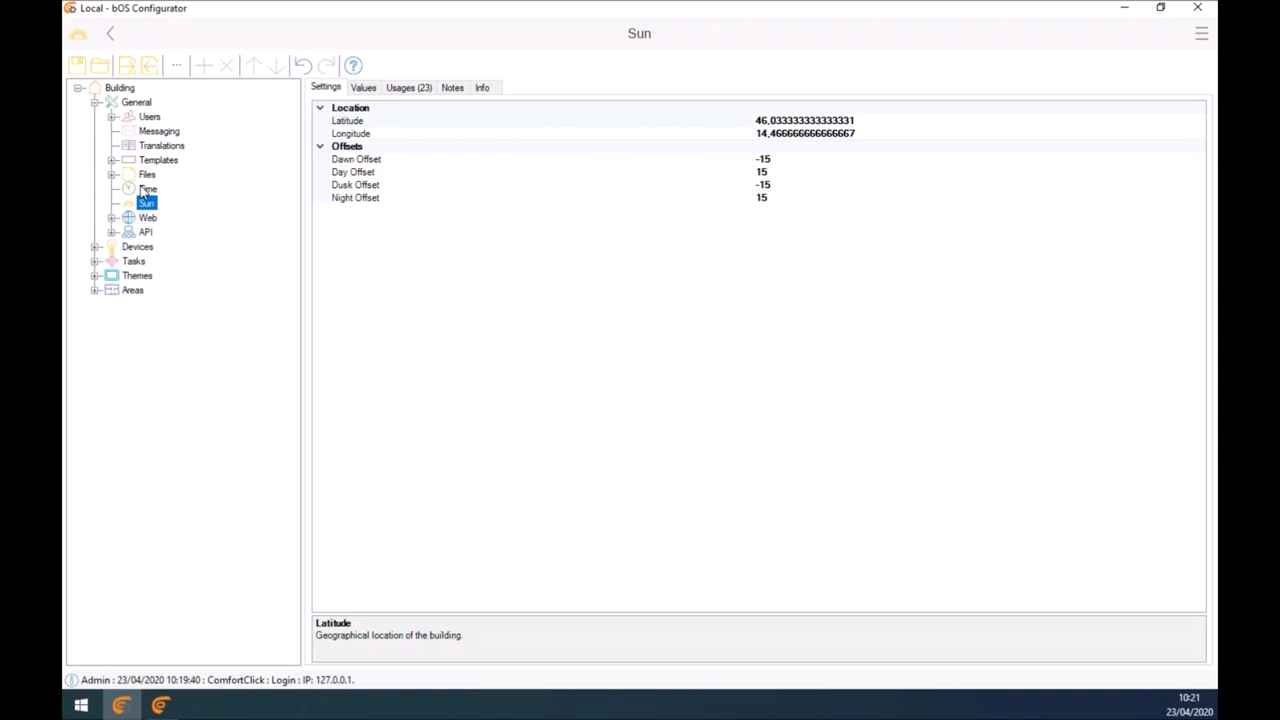 Local - bOS Configurator
Sun
Building
General
Users
Messaging
Translations
Templates
Files
Time
Sun
Web
API
Devices
Tasks
Themes
Areas
Settings Values Usages (23) Notes Info
Location
Latitude 46,033333333333331
Longitude 14,466666666666667
Offsets
Dawn Offset -15
Day Offset 15
Dusk Offset -15
Night Offset 15
Latitude
Geographical location of the building.
Admin : 23/04/2020 10:19:40 : ComfortClick : Login : IP: 127.0.0.1.
10:21
23/04/2020